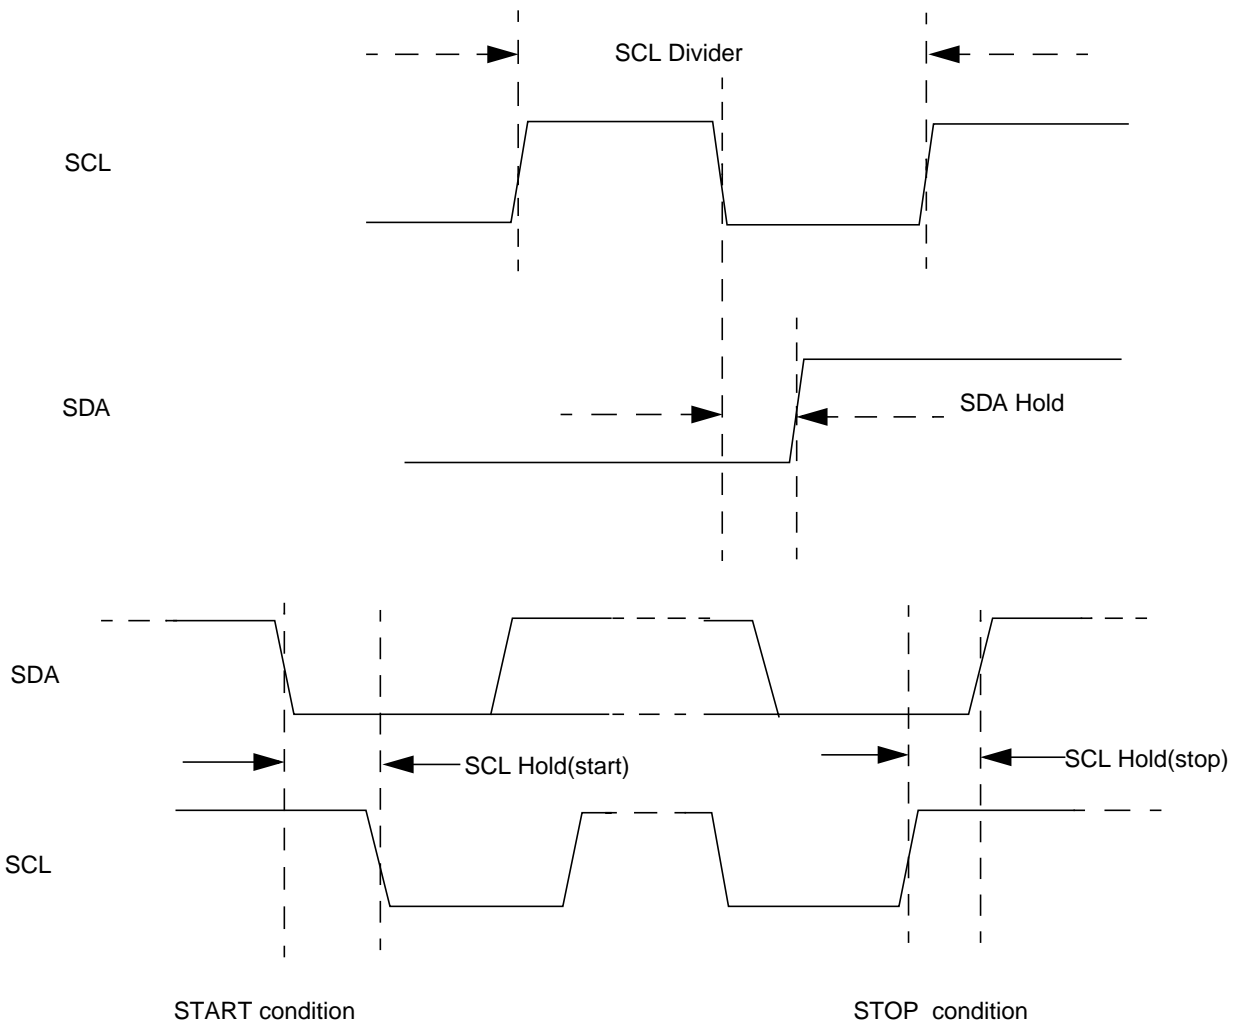 SCL Divider
SCL
SDA
SDA Hold
SDA
SCL Hold(start)
SCL Hold(stop)
SCL
START condition
STOP condition